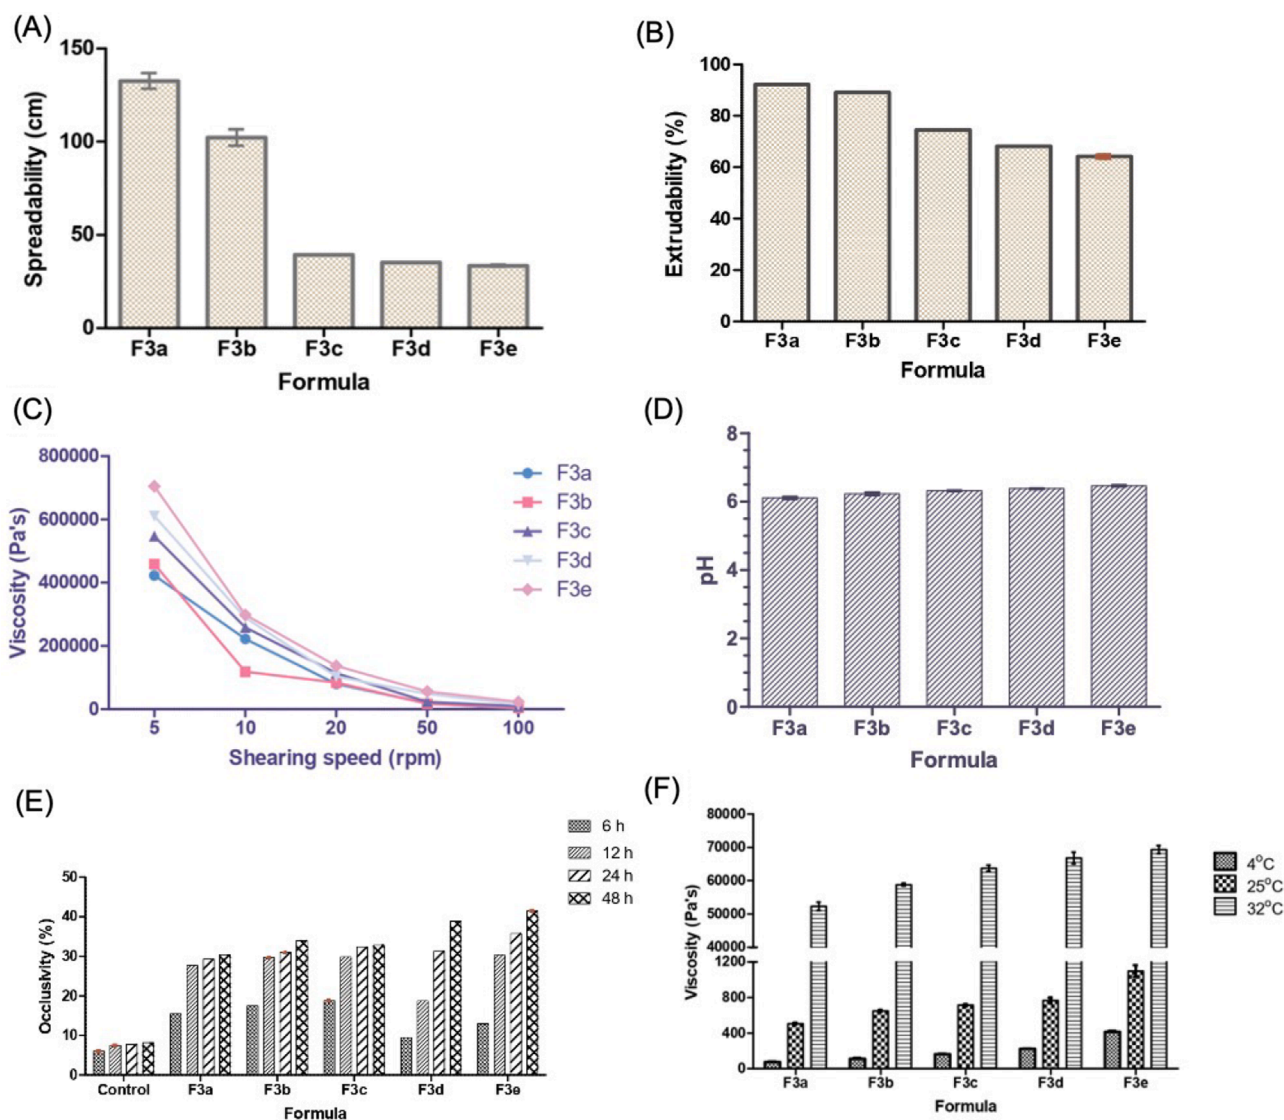 (A)
150
100
50
0
Spreadability (cm)
F3a F3b F3c F3d F3e
Formula
(B)
100
80
60
40
20
0
Extrudability (%)
F3a F3b F3c F3d F3e
Formula
(C)
800000
600000
400000
200000
0
Viscosity (Pa's)
5 10 20 50 100
Shearing speed (rpm)
F3a
F3b
F3c
F3d
F3e
(D)
8
6
4
2
0
pH
F3a F3b F3c F3d F3e
Formula
(E)
6 h
12 h
24 h
48 h
50
40
30
20
10
0
Occlusivity (%)
Control F3a F3b F3c F3d F3e
Formula
(F)
80000
70000
60000
50000
40000
1200
800
400
0
Viscosity (Pa's)
F3a F3b F3c F3d F3e
Formula
4°C
25°C
32°C